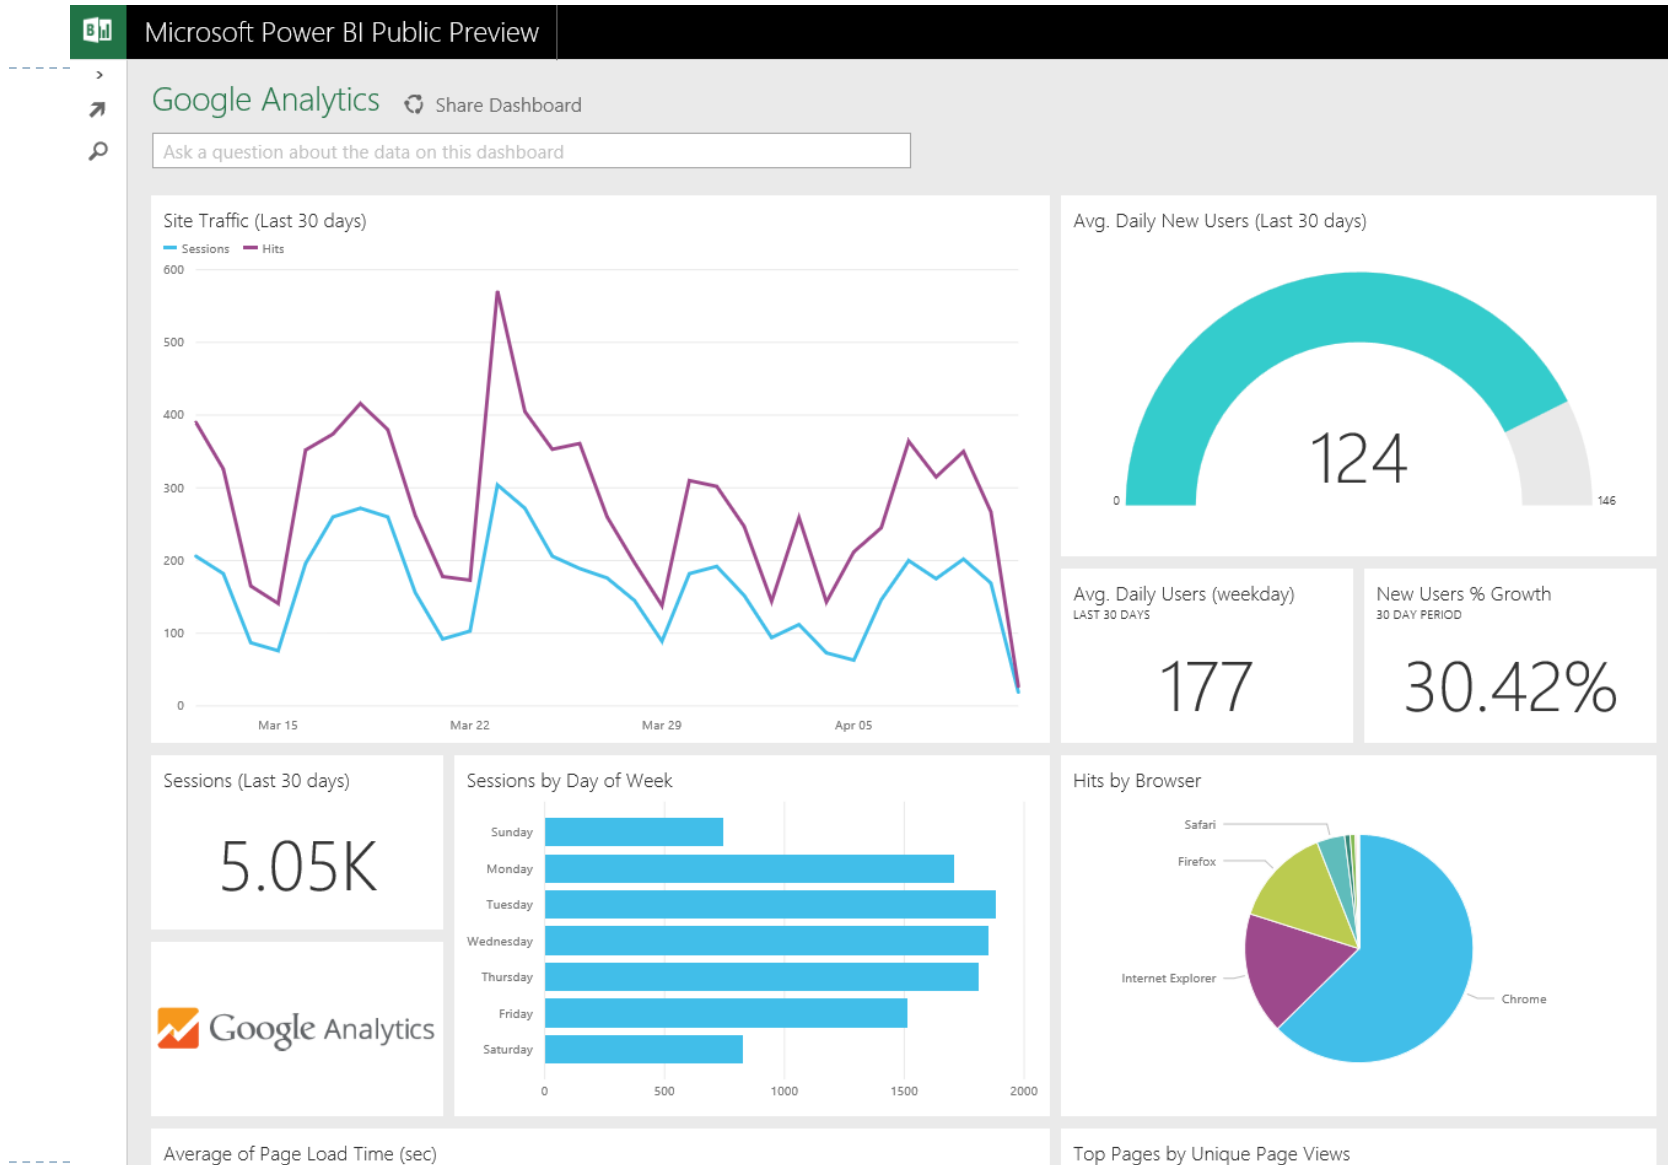 Microsoft Power BI Public Preview
Google Analytics
Share Dashboard
Ask a question about the data on this dashboard
Site Traffic (Last 30 days)
Sessions Hits
600
500
400
300
200
100
0
Mar 15 Mar 22 Mar 29 Apr 05
Avg. Daily New Users (Last 30 days)
124
0 146
Avg. Daily Users (weekday)
LAST 30 DAYS
177
New Users % Growth
30 DAY PERIOD
30.42%
Sessions (Last 30 days)
5.05K
Google Analytics
Sessions by Day of Week
Sunday
Monday
Tuesday
Wednesday
Thursday
Friday
Saturday
0 500 1000 1500 2000
Hits by Browser
Safari
Firefox
Internet Explorer
Chrome
Average of Page Load Time (sec)
Top Pages by Unique Page Views